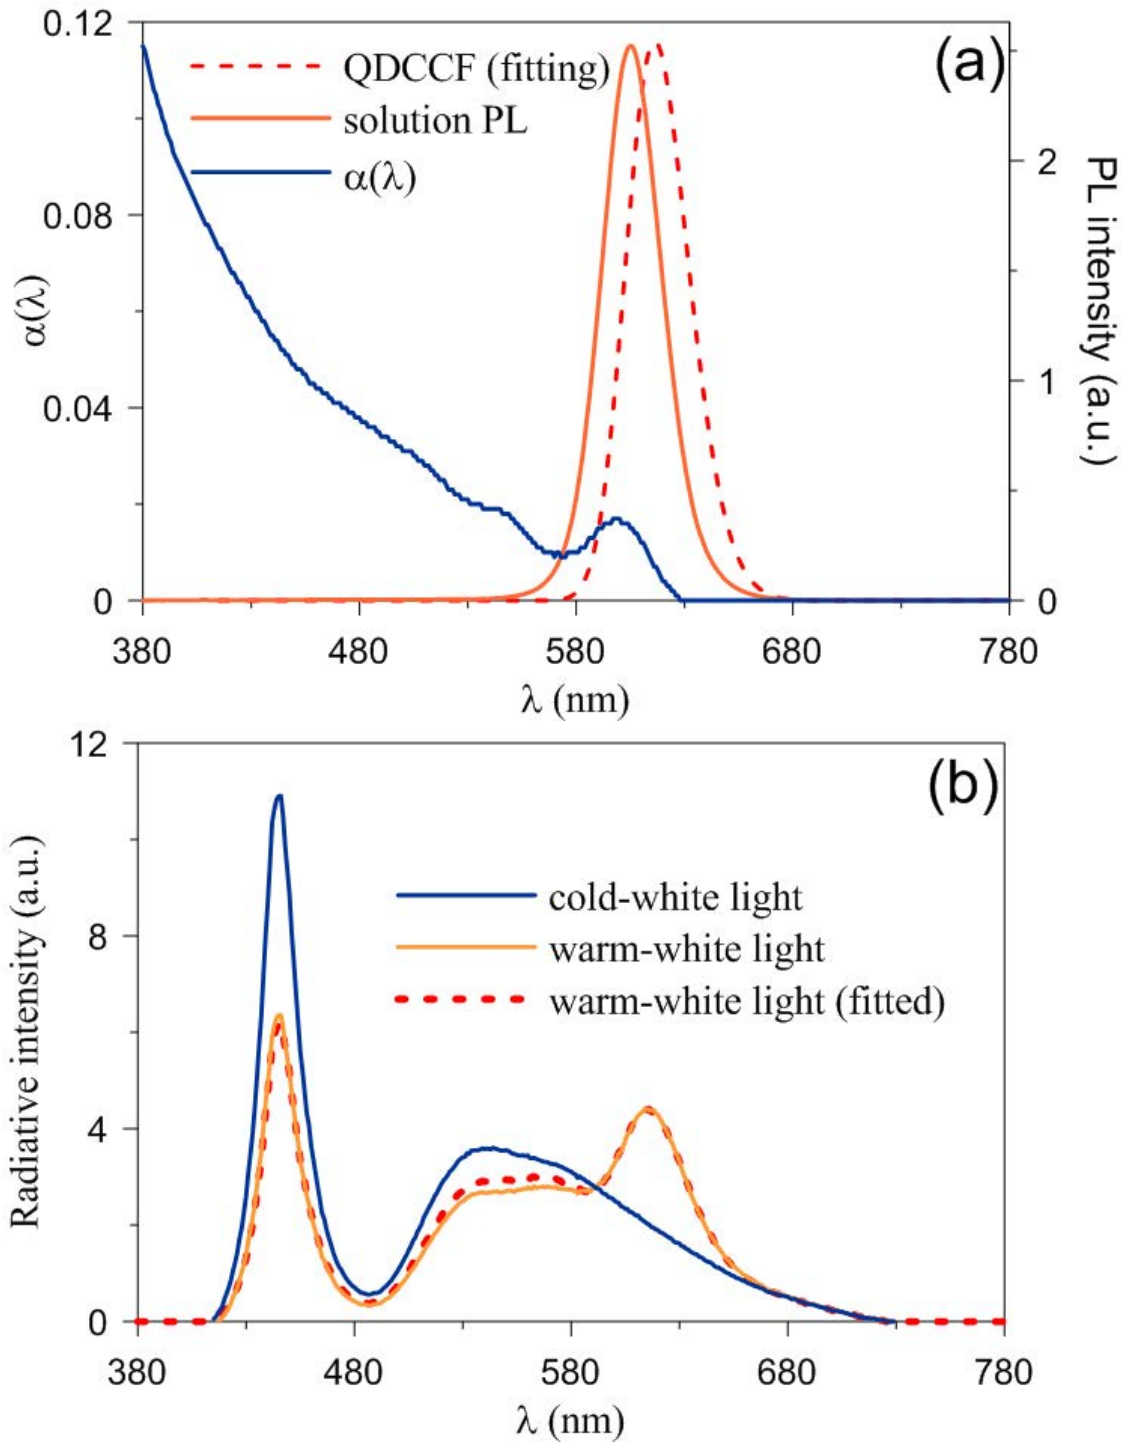 0.12
(a)
QDCCF (fitting)
solution PL
α(λ)
2
0.08
α(λ)
PL intensity (a.u.)
1
0.04
0
0
380
480
580
680
780
λ (nm)
12
(b)
Radiative intensity (a.u.)
cold-white light
8
warm-white light
warm-white light (fitted)
4
0
380
480
580
680
780
λ (nm)